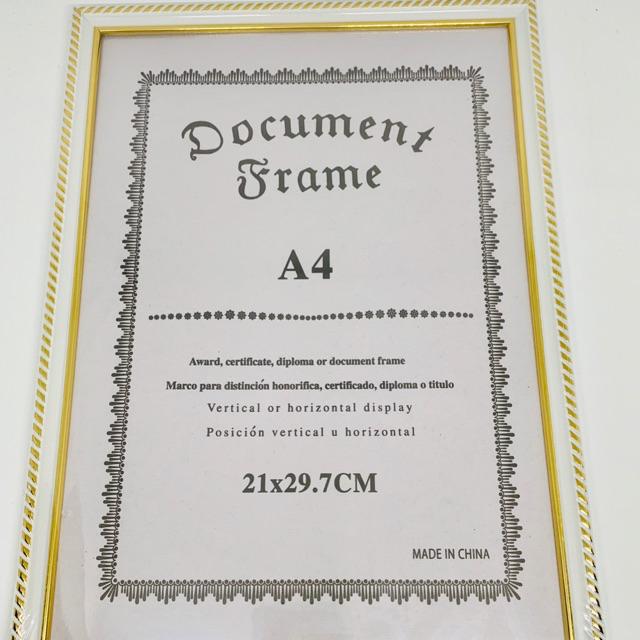 Document
Frame
A4
Award, certificate, diploma or document frame
Marco para distinción honorifica, certificado, diploma o titulo
Vertical or horizontal display
Posición vertical u horizontal
21x29.7CM
MADE IN CHINA